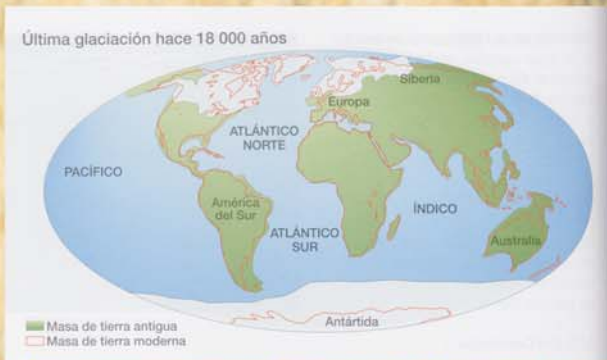 Última glaciación hace 18 000 años
Siberia
Europa
ATLÁNTICO
NORTE
PACÍFICO
América
del Sur
ÍNDICO
ATLÁNTICO
SUR
Australia
Antártida
Masa de tierra antigua
Masa de tierra moderna